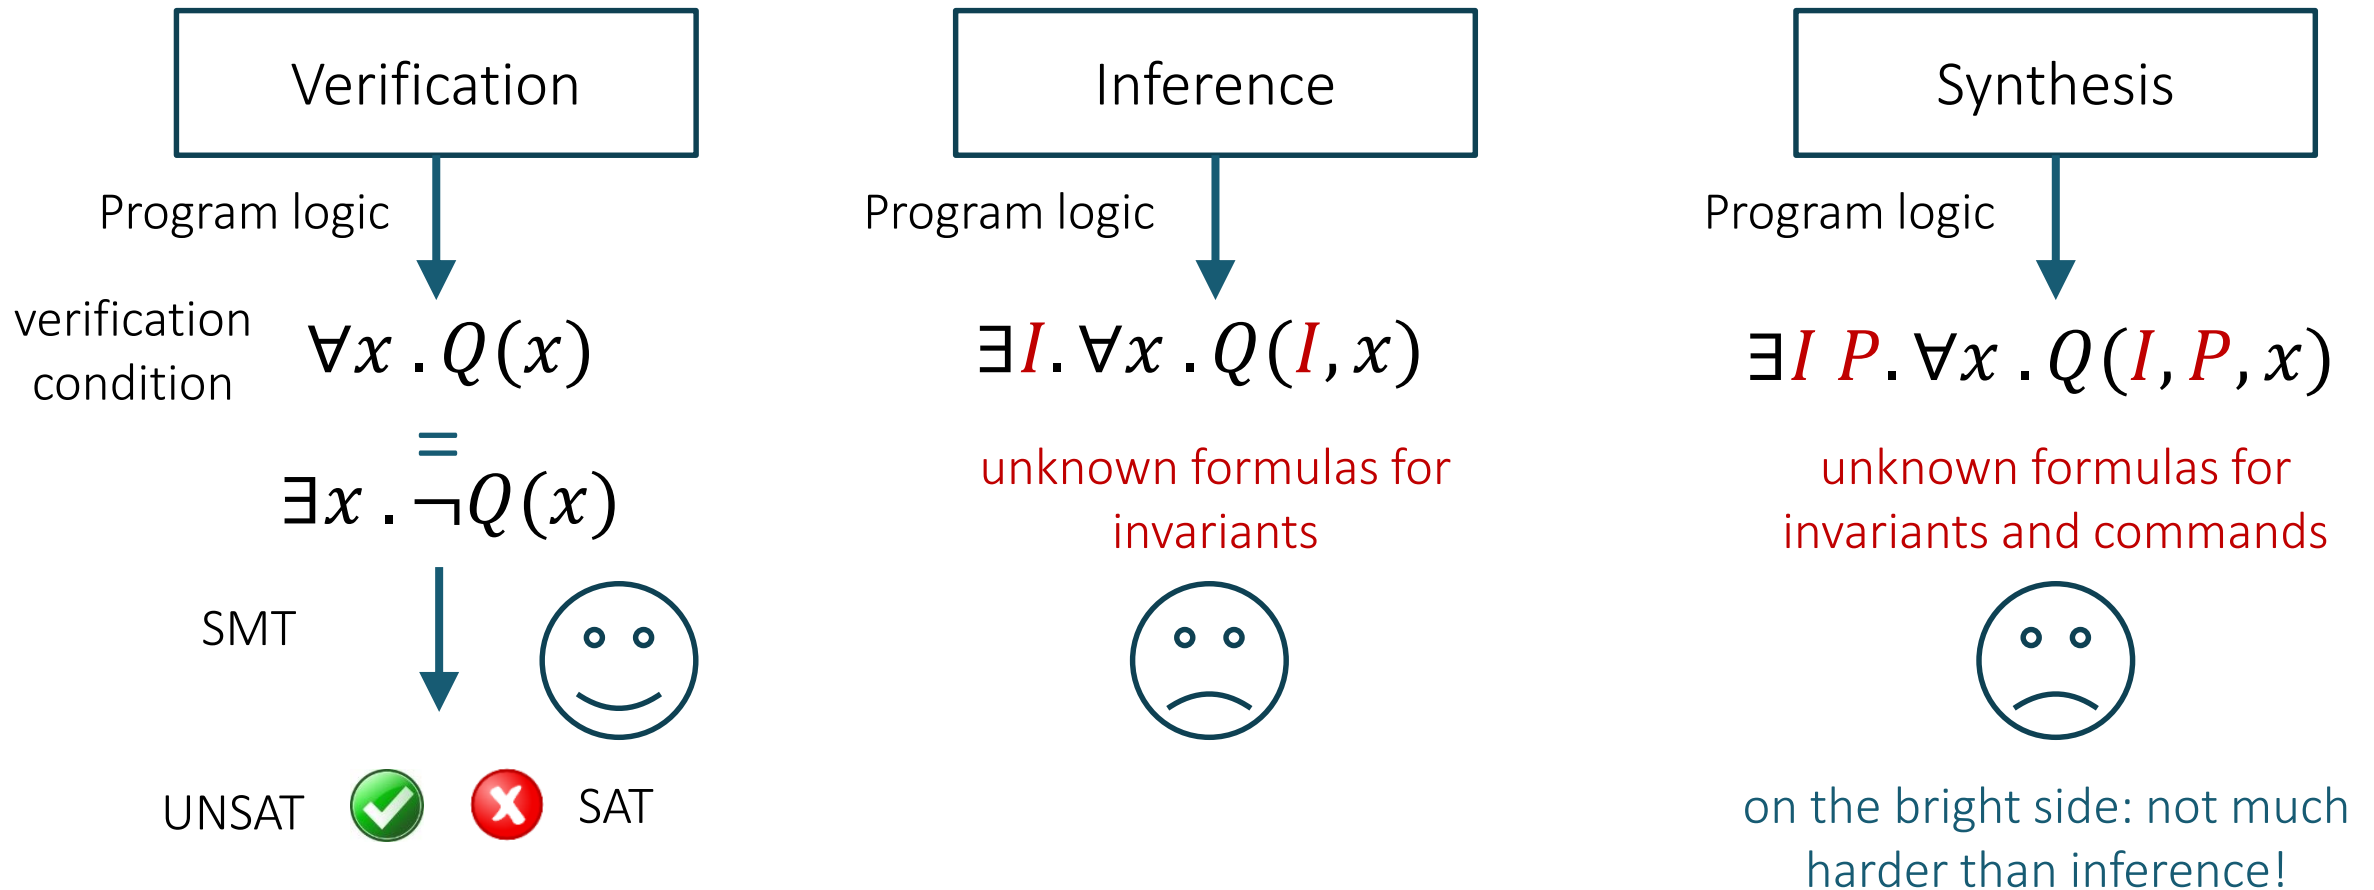 Verification
Program logic
verification
condition
∀x . Q(x)
=
∃x . ¬Q(x)
SMT
UNSAT
SAT
Inference
Program logic
∃I. ∀x . Q(I, x)
unknown formulas for
invariants
Synthesis
Program logic
∃I P. ∀x . Q(I, P, x)
unknown formulas for
invariants and commands
on the bright side: not much
harder than inference!